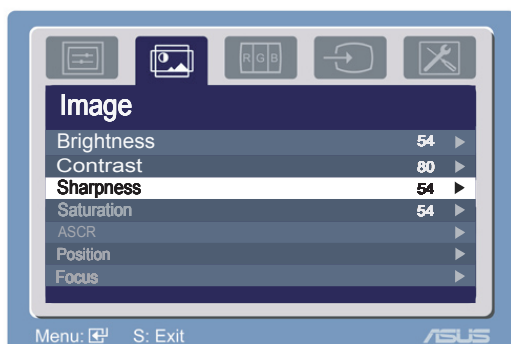 R G B
Image
Brightness 54
Contrast 80
Sharpness 54
Saturation 54
ASCR
Position
Focus
Menu: S: Exit ASUS